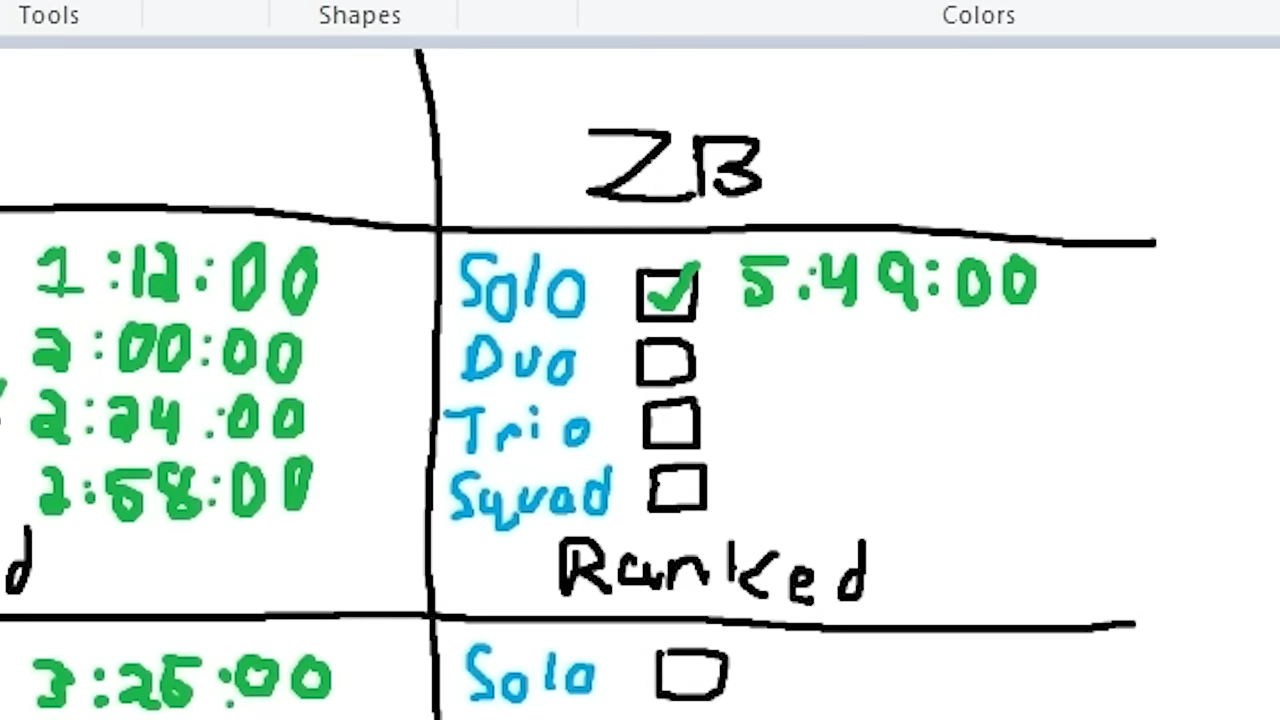 Tools Shapes Colors
ZB
1:12:00 Solo 5:49:00
2:00:00 Duo
2:24:00 Trio
2:58:00 Squad
d Ranked
3:25:00 Solo